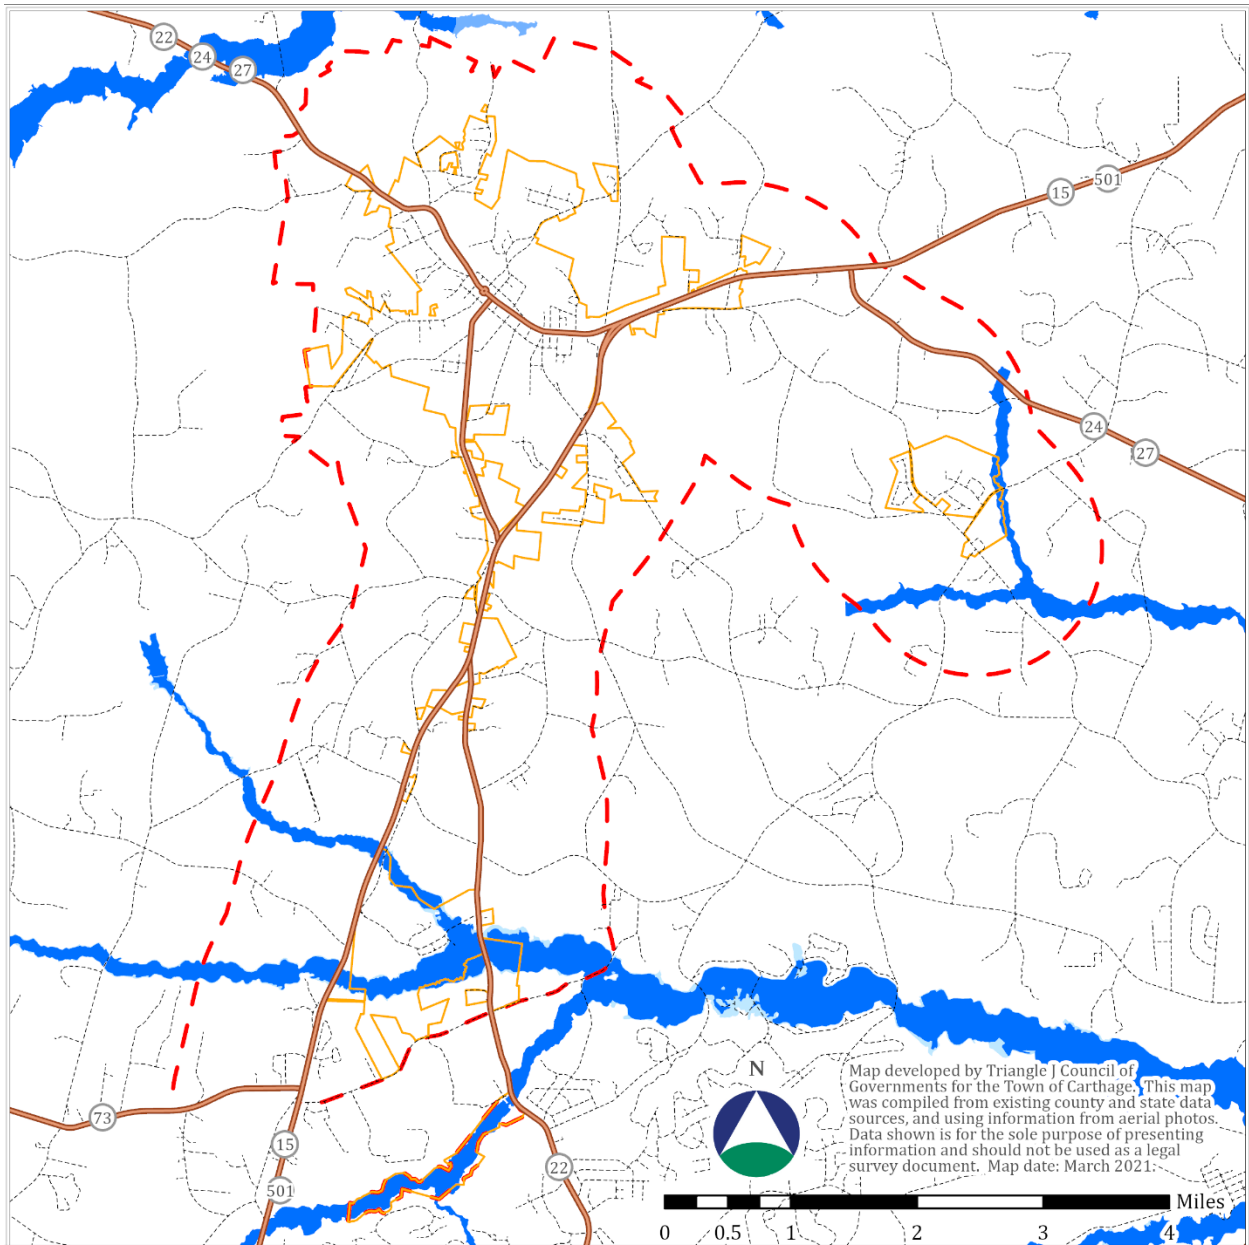 22
24
27
15
501
24
27
N
Map developed by Triangle J Council of
Governments for the Town of Carthage. This map
was compiled from existing county and state data
sources, and using information from aerial photos.
Data shown is for the sole purpose of presenting
information and should not be used as a legal
survey document. Map date: March 2021.
73
15
22
501
Miles
0 0.5 1 2 3 4